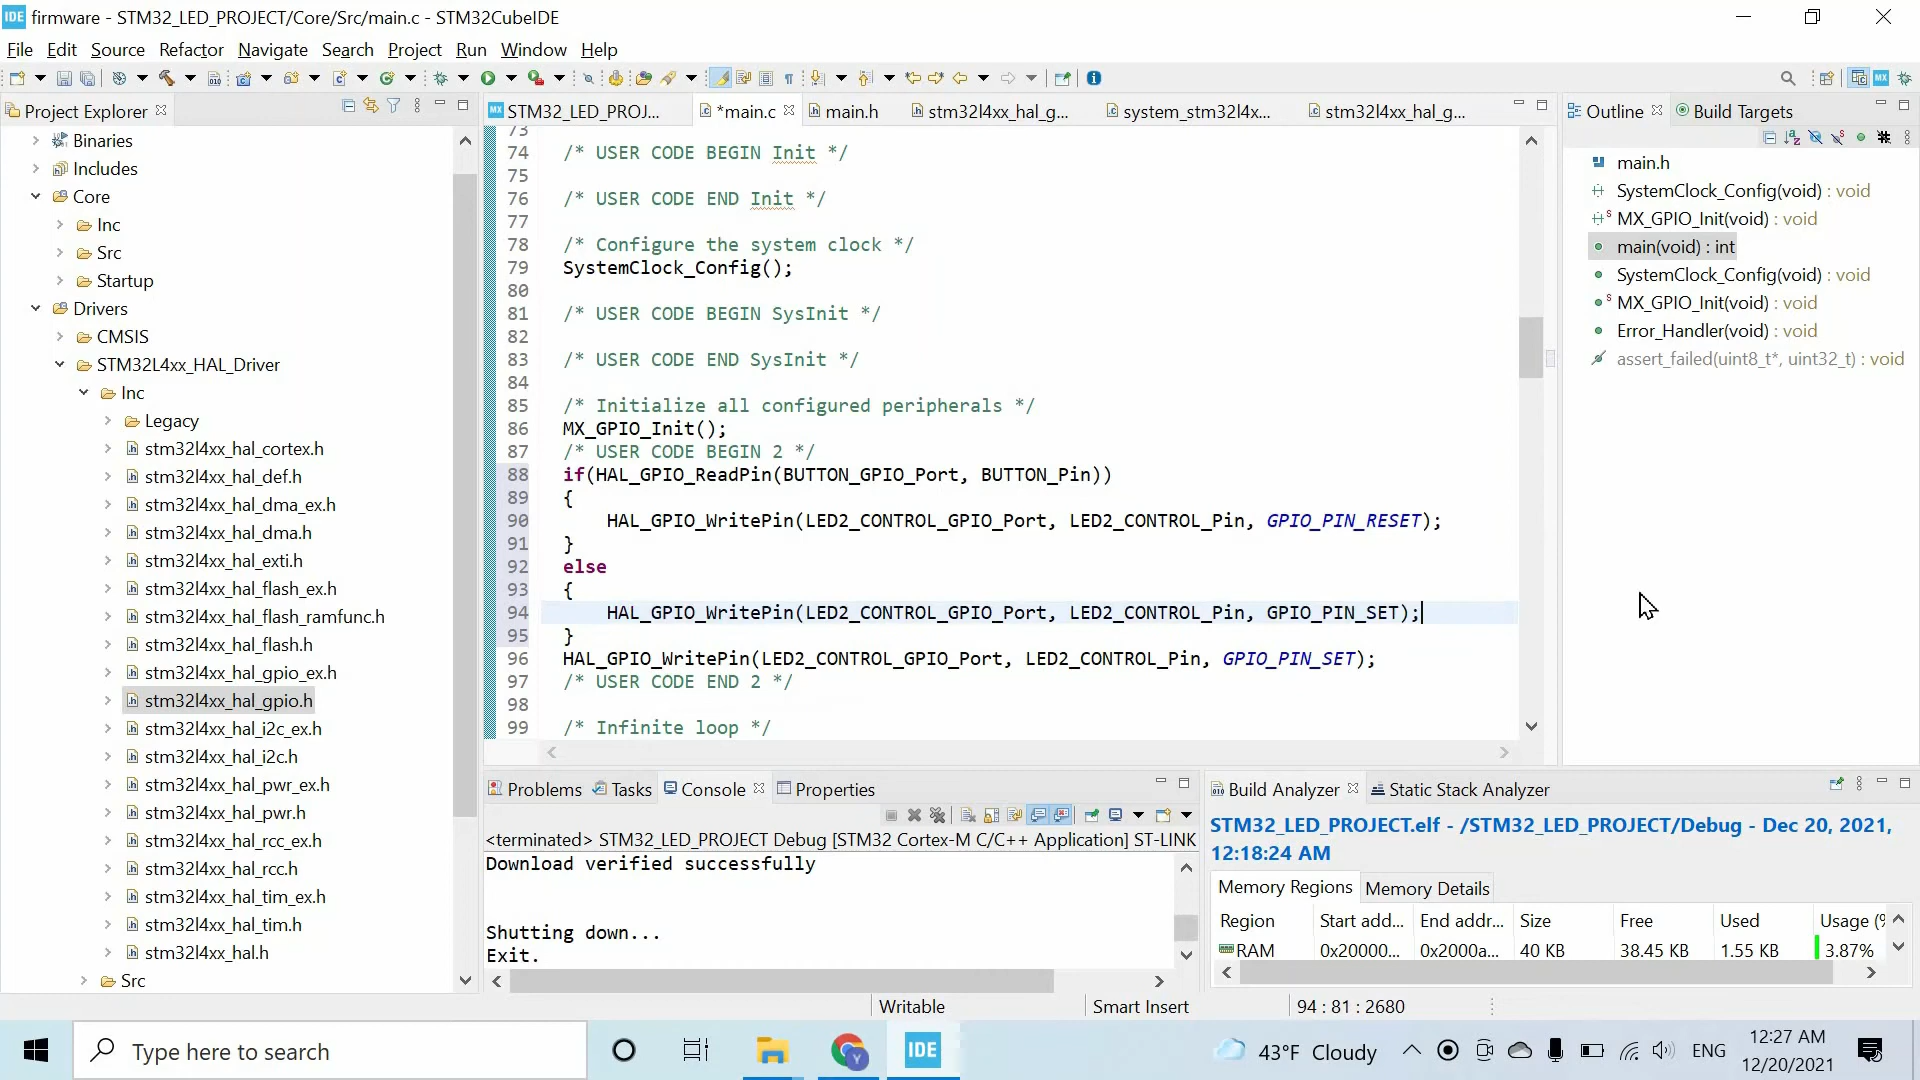 IDE firmware - STM32_LED_PROJECT/Core/Src/main.c - STM32CubeIDE
File Edit Source Refactor Navigate Search Project Run Window Help
Project Explorer
Binaries
Includes
Core
Inc
Src
Startup
Drivers
CMSIS
STM32L4xx_HAL_Driver
Inc
Legacy
stm32l4xx_hal_cortex.h
stm32l4xx_hal_def.h
stm32l4xx_hal_dma_ex.h
stm32l4xx_hal_dma.h
stm32l4xx_hal_exti.h
stm32l4xx_hal_flash_ex.h
stm32l4xx_hal_flash_ramfunc.h
stm32l4xx_hal_flash.h
stm32l4xx_hal_gpio_ex.h
stm32l4xx_hal_gpio.h
stm32l4xx_hal_i2c_ex.h
stm32l4xx_hal_i2c.h
stm32l4xx_hal_pwr_ex.h
stm32l4xx_hal_pwr.h
stm32l4xx_hal_rcc_ex.h
stm32l4xx_hal_rcc.h
stm32l4xx_hal_tim_ex.h
stm32l4xx_hal_tim.h
stm32l4xx_hal.h
Src
MX STM32_LED_PROJ... *main.c main.h stm32l4xx_hal_g... system_stm32l4x... stm32l4xx_hal_g...
73
74 /* USER CODE BEGIN Init */
75
76 /* USER CODE END Init */
77
78 /* Configure the system clock */
79 SystemClock_Config();
80
81 /* USER CODE BEGIN SysInit */
82
83 /* USER CODE END SysInit */
84
85 /* Initialize all configured peripherals */
86 MX_GPIO_Init();
87 /* USER CODE BEGIN 2 */
88 if(HAL_GPIO_ReadPin(BUTTON_GPIO_Port, BUTTON_Pin))
89 {
90 HAL_GPIO_WritePin(LED2_CONTROL_GPIO_Port, LED2_CONTROL_Pin, GPIO_PIN_RESET);
91 }
92 else
93 {
94 HAL_GPIO_WritePin(LED2_CONTROL_GPIO_Port, LED2_CONTROL_Pin, GPIO_PIN_SET);
95 }
96 HAL_GPIO_WritePin(LED2_CONTROL_GPIO_Port, LED2_CONTROL_Pin, GPIO_PIN_SET);
97 /* USER CODE END 2 */
98
99 /* Infinite loop */
Outline Build Targets
main.h
SystemClock_Config(void) : void
MX_GPIO_Init(void) : void
main(void) : int
SystemClock_Config(void) : void
MX_GPIO_Init(void) : void
Error_Handler(void) : void
assert_failed(uint8_t*, uint32_t) : void
Problems Tasks Console Properties
<terminated> STM32_LED_PROJECT Debug [STM32 Cortex-M C/C++ Application] ST-LINK
Download verified successfully
Shutting down...
Exit.
Build Analyzer Static Stack Analyzer
STM32_LED_PROJECT.elf - /STM32_LED_PROJECT/Debug - Dec 20, 2021,
12:18:24 AM
Memory Regions Memory Details
Region Start add... End addr... Size Free Used Usage (%
RAM 0x20000... 0x2000a... 40 KB 38.45 KB 1.55 KB 3.87%
Writable Smart Insert 94 : 81 : 2680
Type here to search
IDE
43°F Cloudy
ENG
12:27 AM
12/20/2021